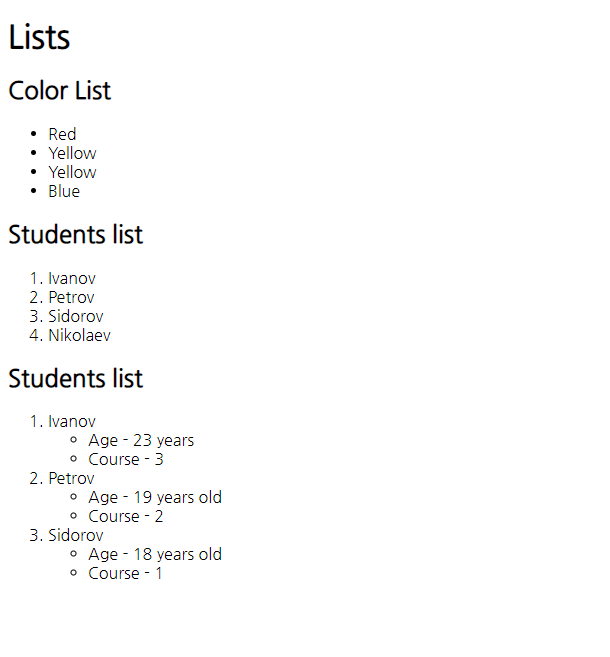 Lists
Color List
• Red
• Yellow
• Yellow
• Blue
Students list
1. Ivanov
2. Petrov
3. Sidorov
4. Nikolaev
Students list
1. Ivanov
◦ Age - 23 years
◦ Course - 3
2. Petrov
◦ Age - 19 years old
◦ Course - 2
3. Sidorov
◦ Age - 18 years old
◦ Course - 1